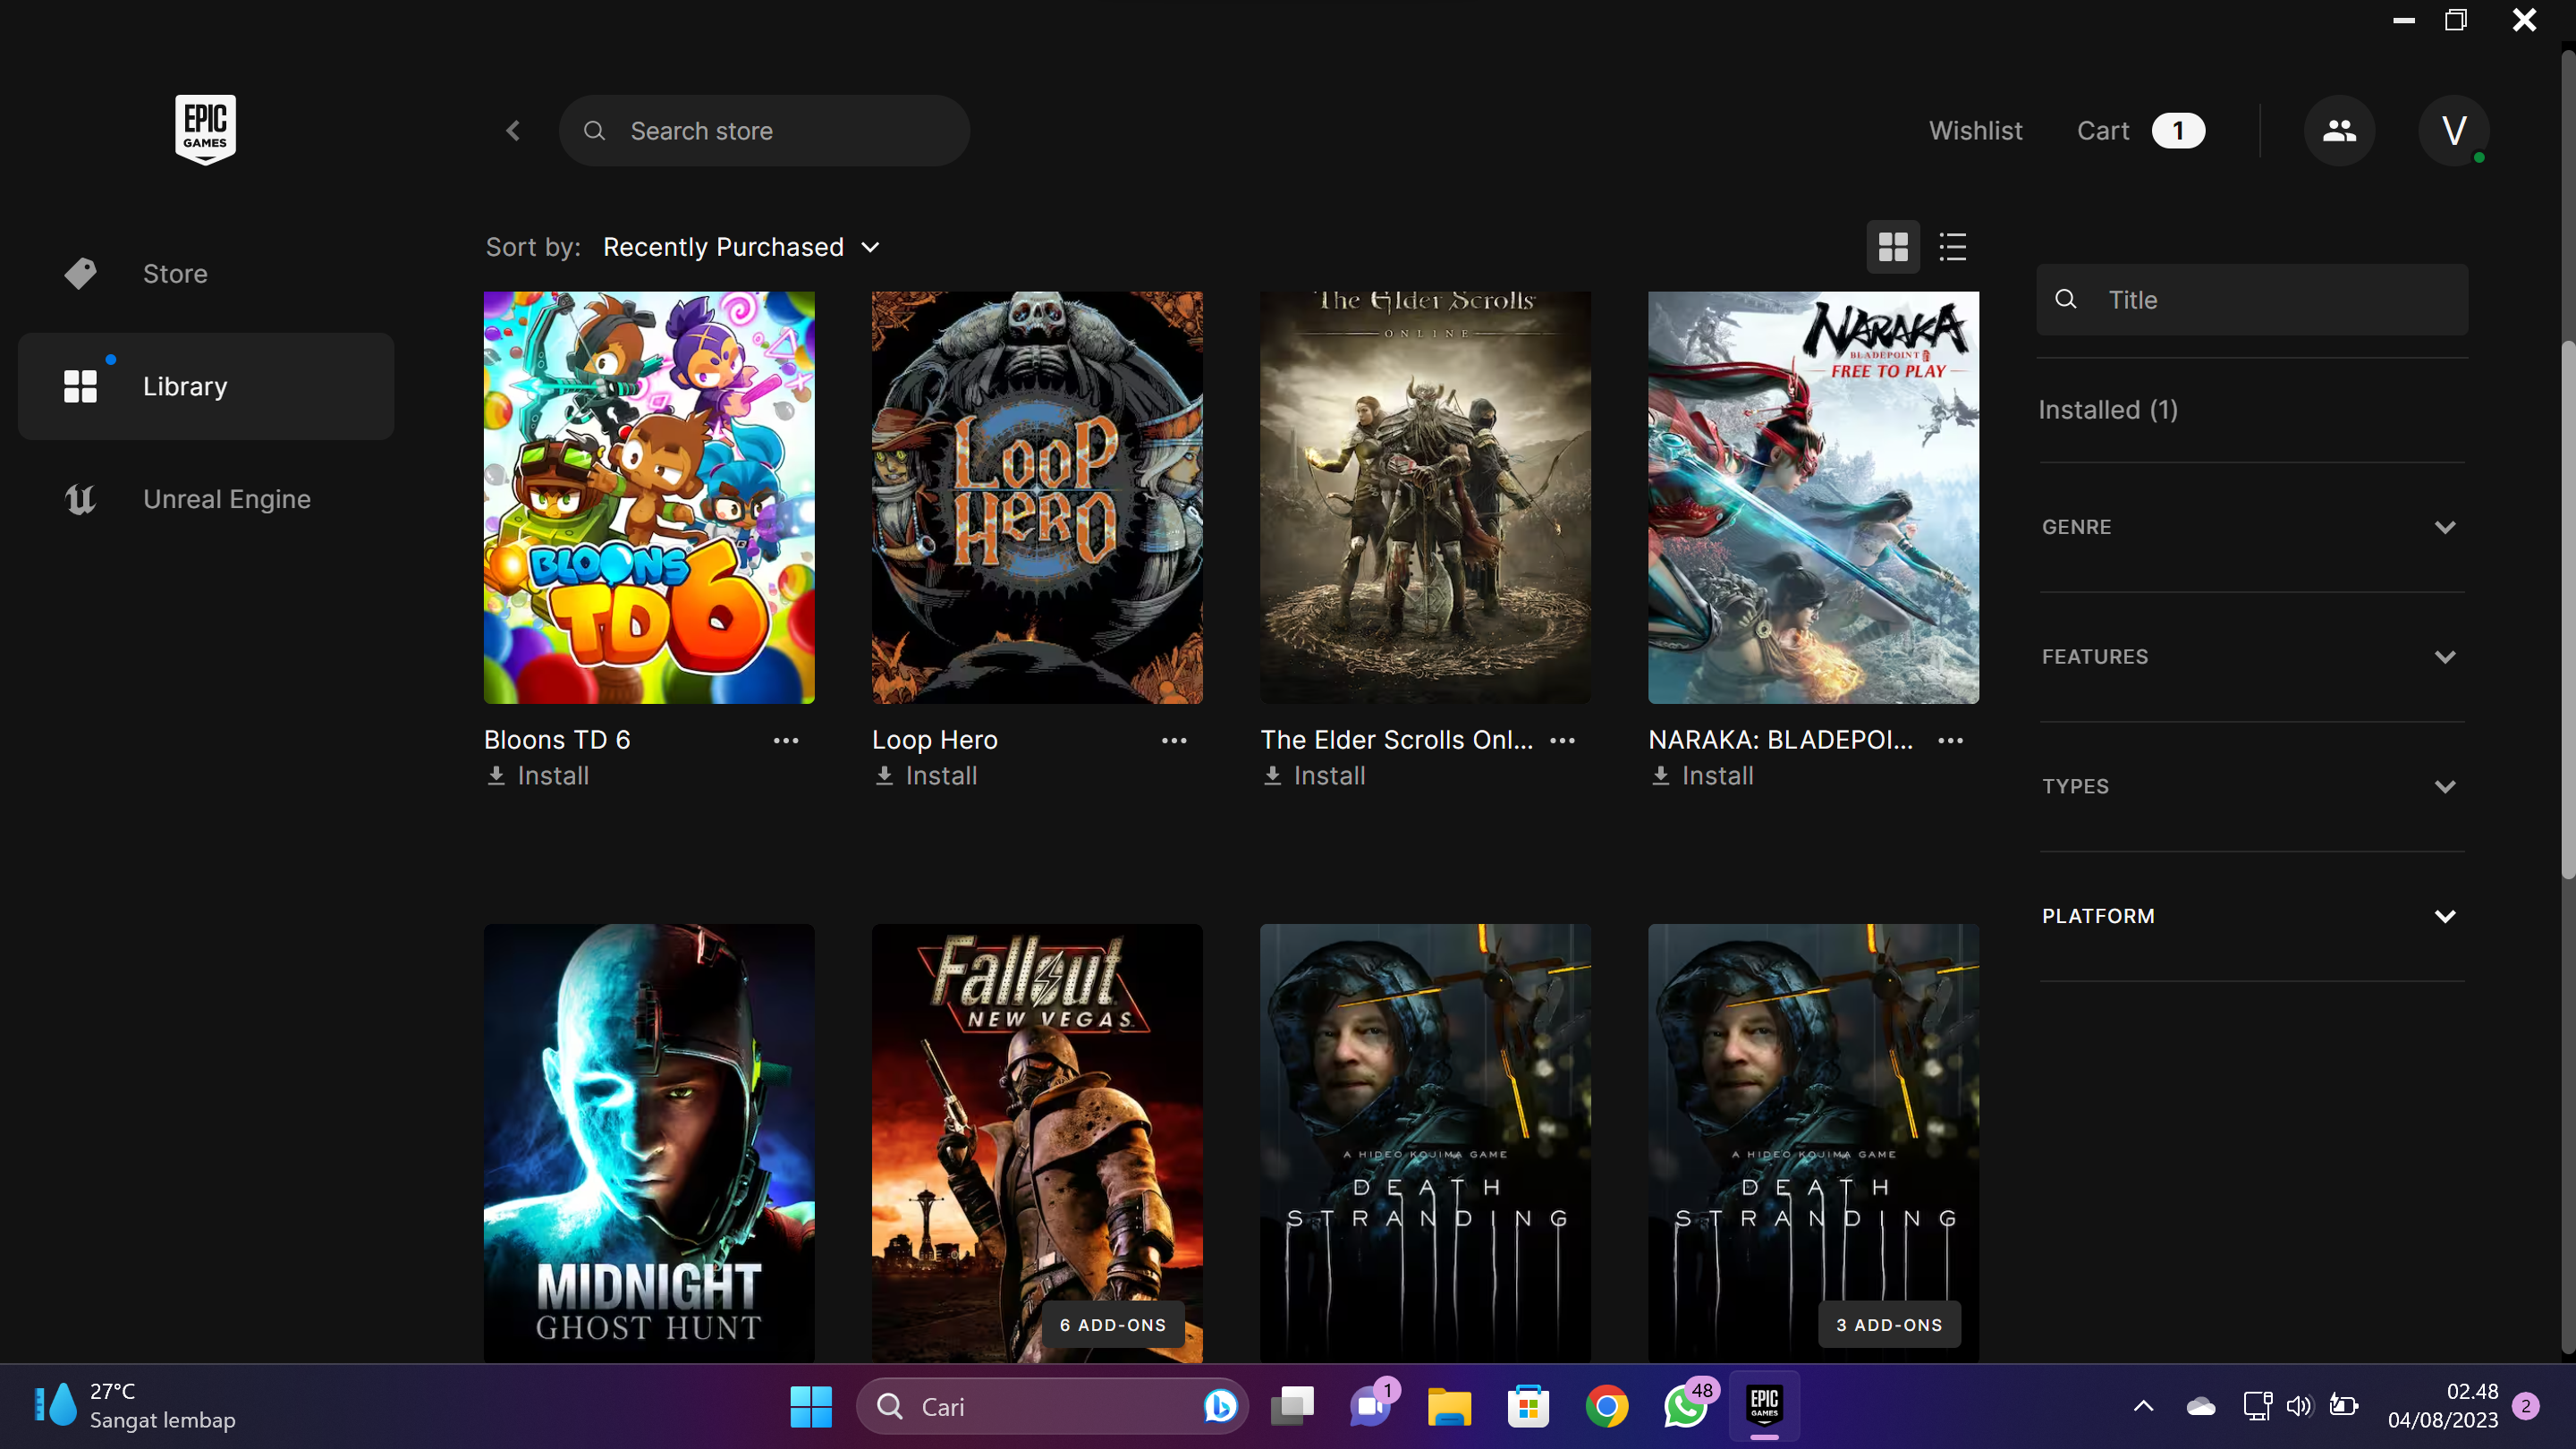 EPIC
GAMES
Search store
Wishlist
Cart 1
V
Store
Library
Unreal Engine
Sort by: Recently Purchased
Title
Installed (1)
GENRE
FEATURES
TYPES
PLATFORM
BLOONS
TD6
LOOP
HERO
The Elder Scrolls
ONLINE
NARAKA
BLADEPOINT
FREE TO PLAY
Bloons TD 6
Install
Loop Hero
Install
The Elder Scrolls Onl...
Install
NARAKA: BLADEPOI...
Install
MIDNIGHT
GHOST HUNT
Fallout
NEW VEGAS
6 ADD-ONS
A HIDEO KOJIMA GAME
DEATH
STRANDING
A HIDEO KOJIMA GAME
DEATH
STRANDING
3 ADD-ONS
27°C
Sangat lembap
Cari
1
48
EPIC
GAMES
02.48
04/08/2023
2